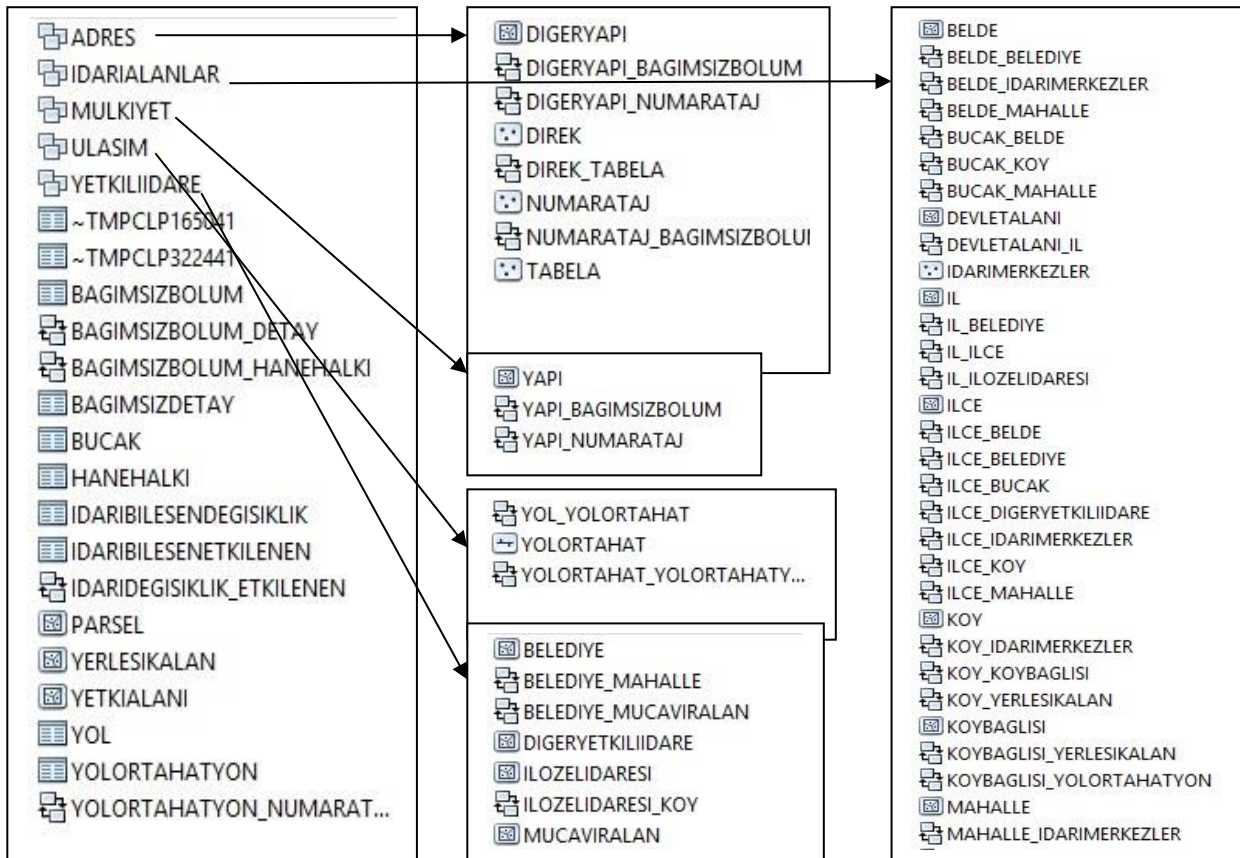 ADRES
IDARIALANLAR
MULKIYET
ULASIM
YETKILIIDARE
~TMPCLP165041
~TMPCLP322441
BAGIMSIZBOLUM
BAGIMSIZBOLUM_DETAY
BAGIMSIZBOLUM_HANEHALKI
BAGIMSIZDETAY
BUCAK
HANEHALKI
IDARIBILESENDEGISIKLIK
IDARIBILESENETKILENEN
IDARIDEGISIKLIK_ETKILENEN
PARSEL
YERLESIKALAN
YETKIALANI
YOL
YOLORTAHATYON
YOLORTAHATYON_NUMARAT...
DIGERYAPI
DIGERYAPI_BAGIMSIZBOLUM
DIGERYAPI_NUMARATAJ
DIREK
DIREK_TABELA
NUMARATAJ
NUMARATAJ_BAGIMSIZBOLUI
TABELA
YAPI
YAPI_BAGIMSIZBOLUM
YAPI_NUMARATAJ
YOL_YOLORTAHAT
YOLORTAHAT
YOLORTAHAT_YOLORTAHATY...
BELEDIYE
BELEDIYE_MAHALLE
BELEDIYE_MUCAVIRALAN
DIGERYETKILIIDARE
ILOZELIDARESI
ILOZELIDARESI_KOY
MUCAVIRALAN
BELDE
BELDE_BELEDIYE
BELDE_IDARIMERKEZLER
BELDE_MAHALLE
BUCAK_BELDE
BUCAK_KOY
BUCAK_MAHALLE
DEVLETALANI
DEVLETALANI_IL
IDARIMERKEZLER
IL
IL_BELEDIYE
IL_ILCE
IL_ILOZELIDARESI
ILCE
ILCE_BELDE
ILCE_BELEDIYE
ILCE_BUCAK
ILCE_DIGERYETKILIIDARE
ILCE_IDARIMERKEZLER
ILCE_KOY
ILCE_MAHALLE
KOY
KOY_IDARIMERKEZLER
KOY_KOYBAGLISI
KOY_YERLESIKALAN
KOYBAGLISI
KOYBAGLISI_YERLESIKALAN
KOYBAGLISI_YOLORTAHATYON
MAHALLE
MAHALLE_IDARIMERKEZLER